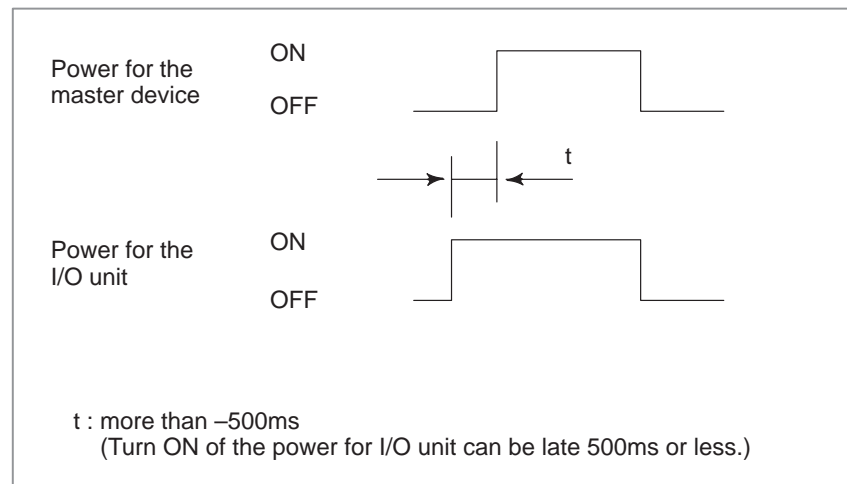 Power for the
master device
ON
OFF
t
Power for the
I/O unit
ON
OFF
t : more than –500ms
(Turn ON of the power for I/O unit can be late 500ms or less.)